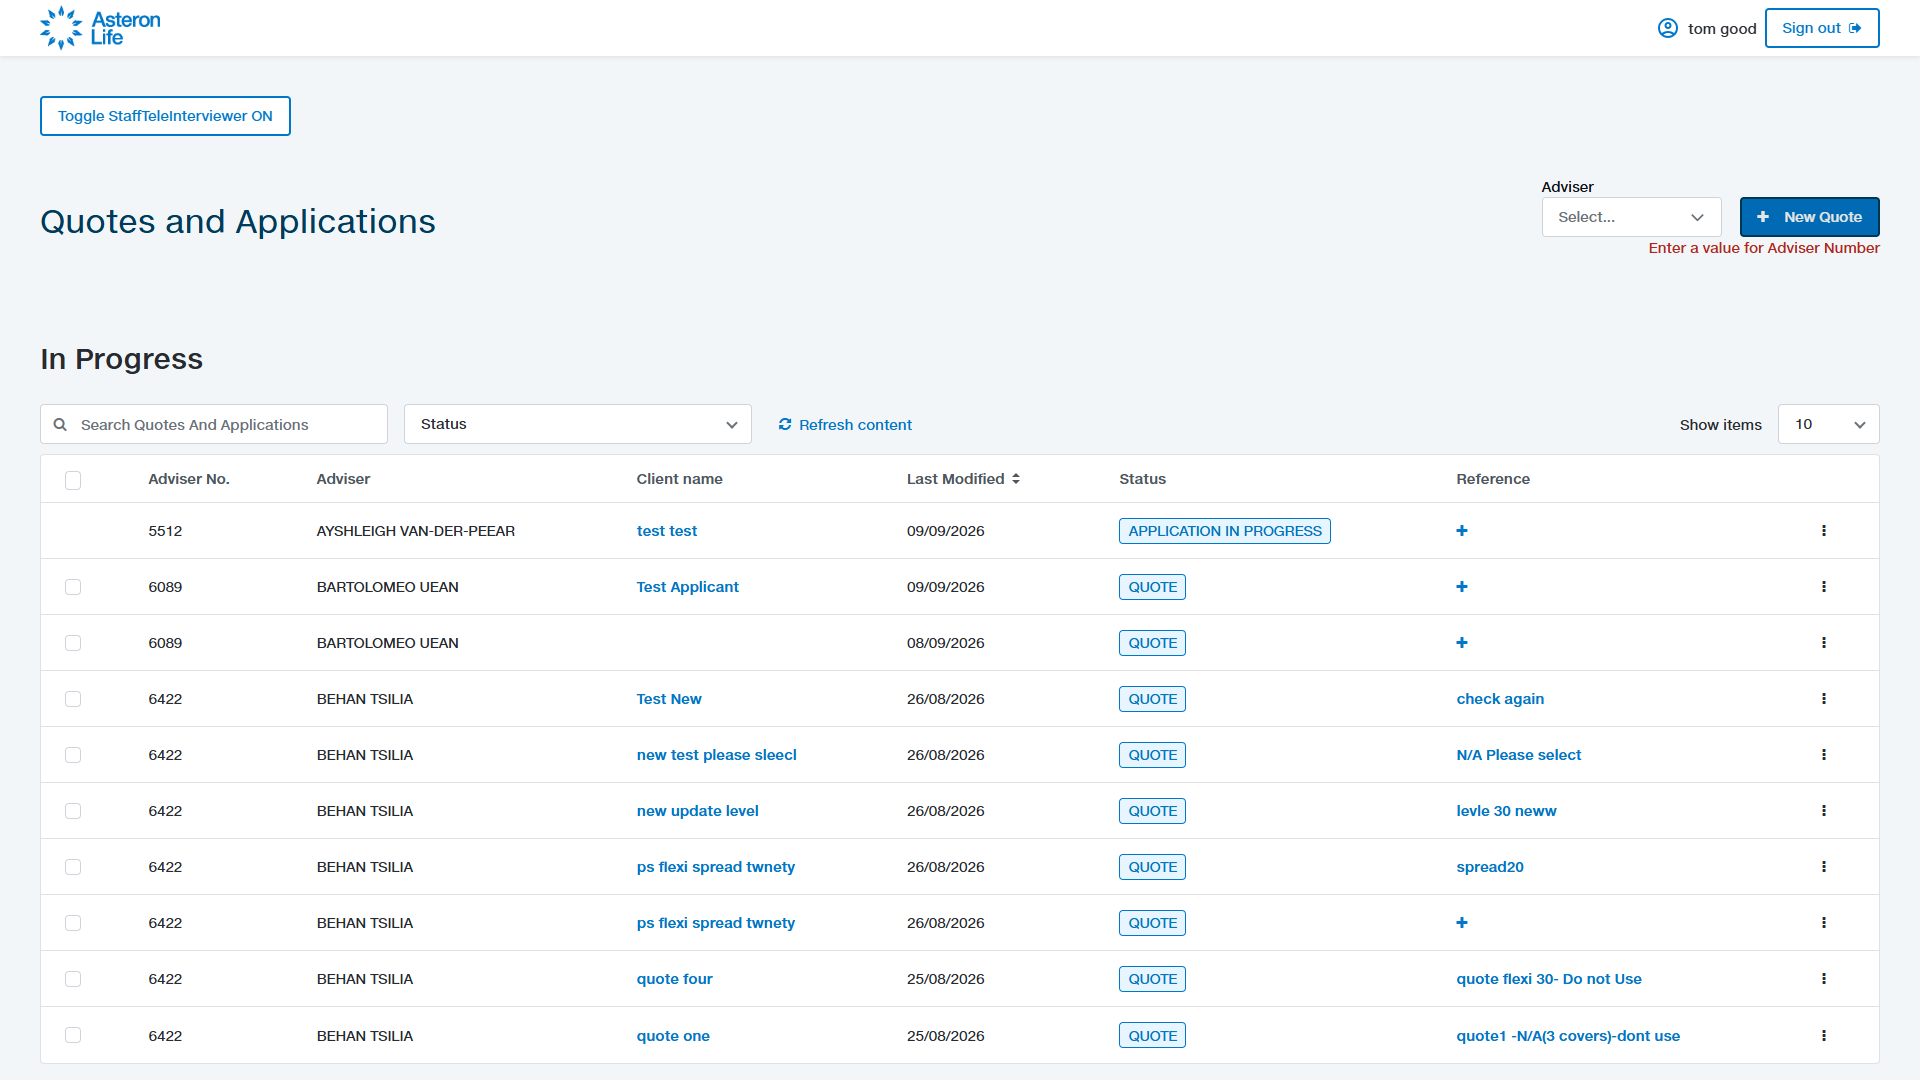 Asteron
Life
tom good
Sign out
Toggle StaffTeleInterviewer ON
Quotes and Applications
Adviser
Select...
New Quote
Enter a value for Adviser Number
In Progress
Search Quotes And Applications
Status
Refresh content
Show items
10
Adviser No. Adviser Client name Last Modified Status Reference
5512 AYSHLEIGH VAN-DER-PEEAR test test 09/09/2026 APPLICATION IN PROGRESS
6089 BARTOLOMEO UEAN Test Applicant 09/09/2026 QUOTE
6089 BARTOLOMEO UEAN 08/09/2026 QUOTE
6422 BEHAN TSILIA Test New 26/08/2026 QUOTE check again
6422 BEHAN TSILIA new test please sleecl 26/08/2026 QUOTE N/A Please select
6422 BEHAN TSILIA new update level 26/08/2026 QUOTE levle 30 neww
6422 BEHAN TSILIA ps flexi spread twnety 26/08/2026 QUOTE spread20
6422 BEHAN TSILIA ps flexi spread twnety 26/08/2026 QUOTE
6422 BEHAN TSILIA quote four 25/08/2026 QUOTE quote flexi 30- Do not Use
6422 BEHAN TSILIA quote one 25/08/2026 QUOTE quote1 -N/A(3 covers)-dont use